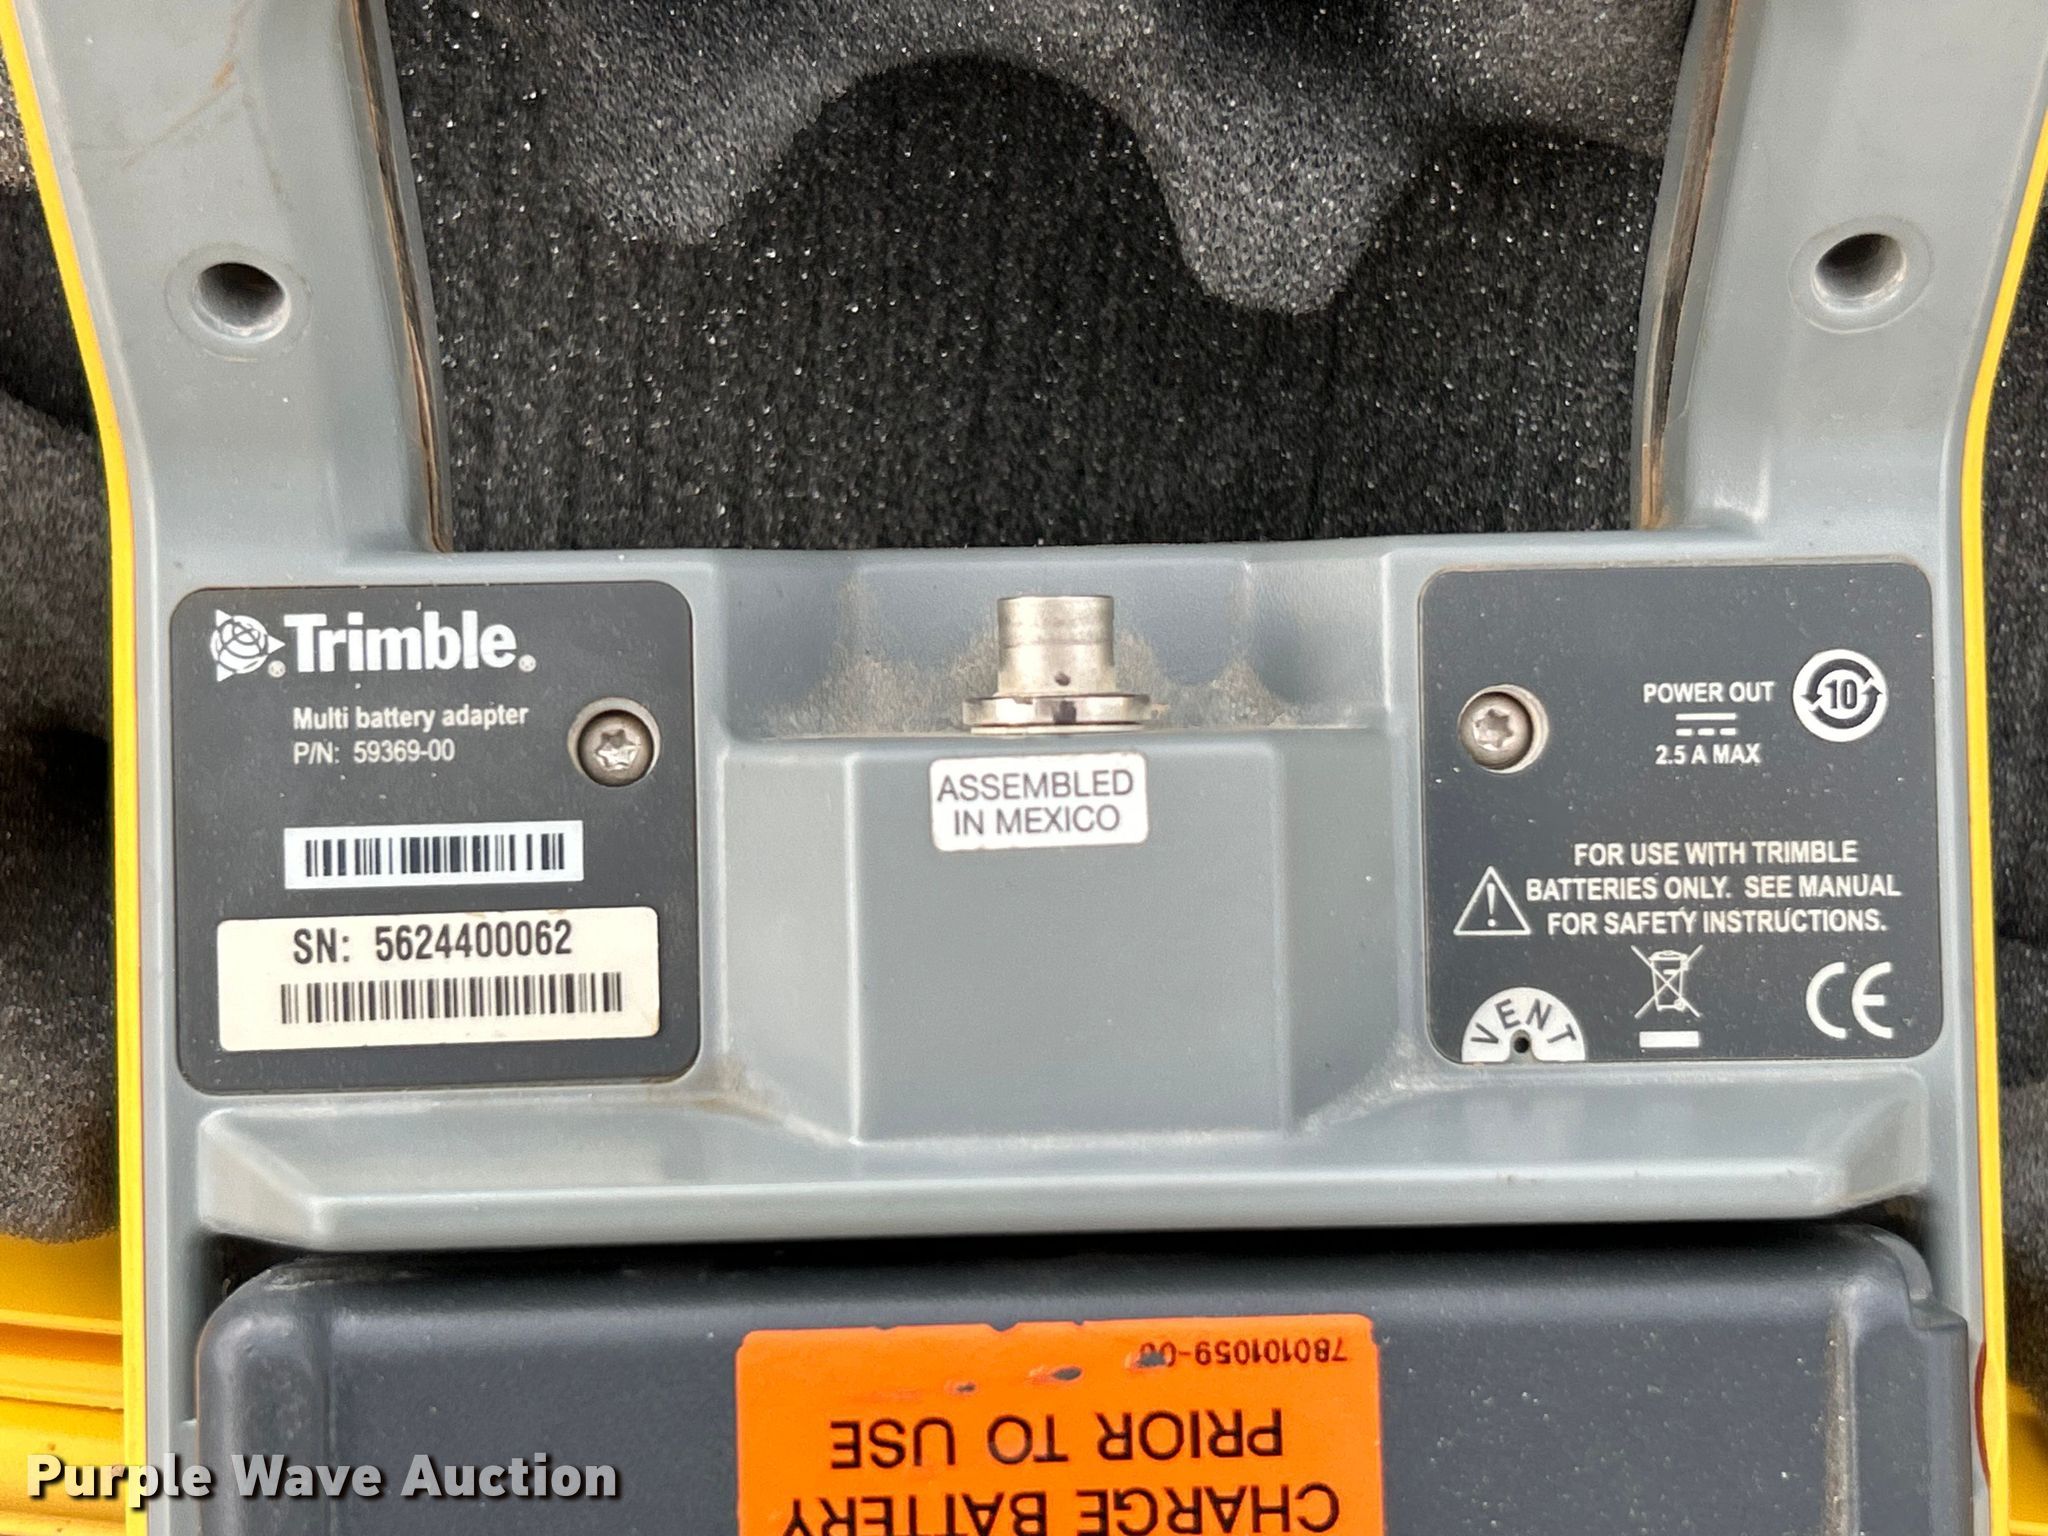 Trimble®
Multi battery adapter
P/N: 59369-00
SN: 5624400062
ASSEMBLED
IN MEXICO
POWER OUT
2.5 A MAX
10
FOR USE WITH TRIMBLE
BATTERIES ONLY. SEE MANUAL
FOR SAFETY INSTRUCTIONS.
VENT
CE
CHARGE BATTERY
PRIOR TO USE
Purple Wave Auction